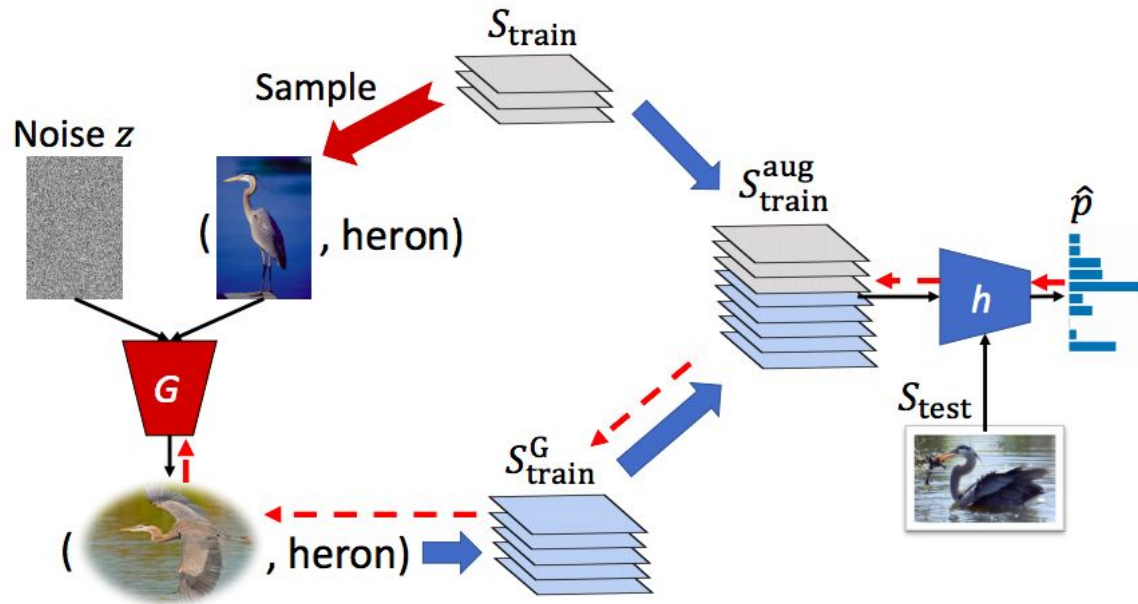 S_train
Sample
Noise z
S_train^aug
p̂
( , heron)
h
G
S_test
S_train^G
( , heron)